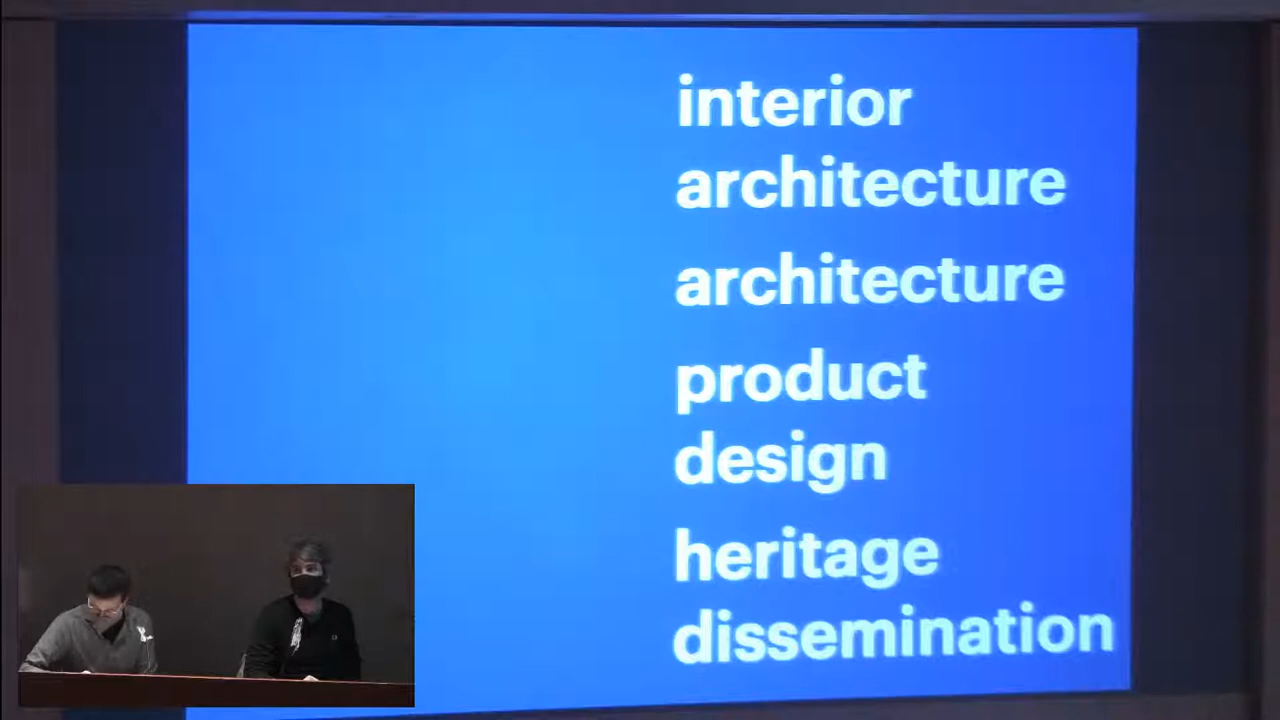 interior
architecture
architecture
product
design
heritage
dissemination